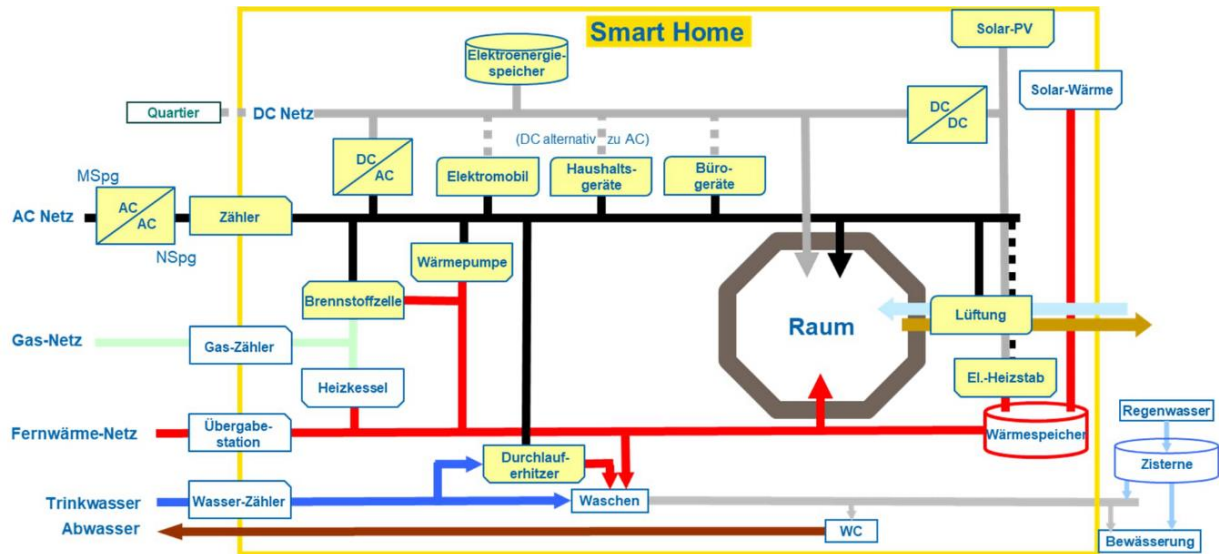 Smart Home
Solar-PV
Elektroenergie-
speicher
Solar-Wärme
Quartier
DC Netz
DC
DC
(DC alternativ zu AC)
DC
AC
Elektromobil
Haushalts-
geräte
Büro-
geräte
MSpg
AC Netz
AC
AC
Zähler
NSpg
Wärmepumpe
Brennstoffzelle
Raum
Lüftung
Gas-Netz
Gas-Zähler
Heizkessel
El.-Heizstab
Fernwärme-Netz
Übergabe-
station
Wärmespeicher
Regenwasser
Durchlauf-
erhitzer
Zisterne
Trinkwasser
Wasser-Zähler
Waschen
Abwasser
WC
Bewässerung